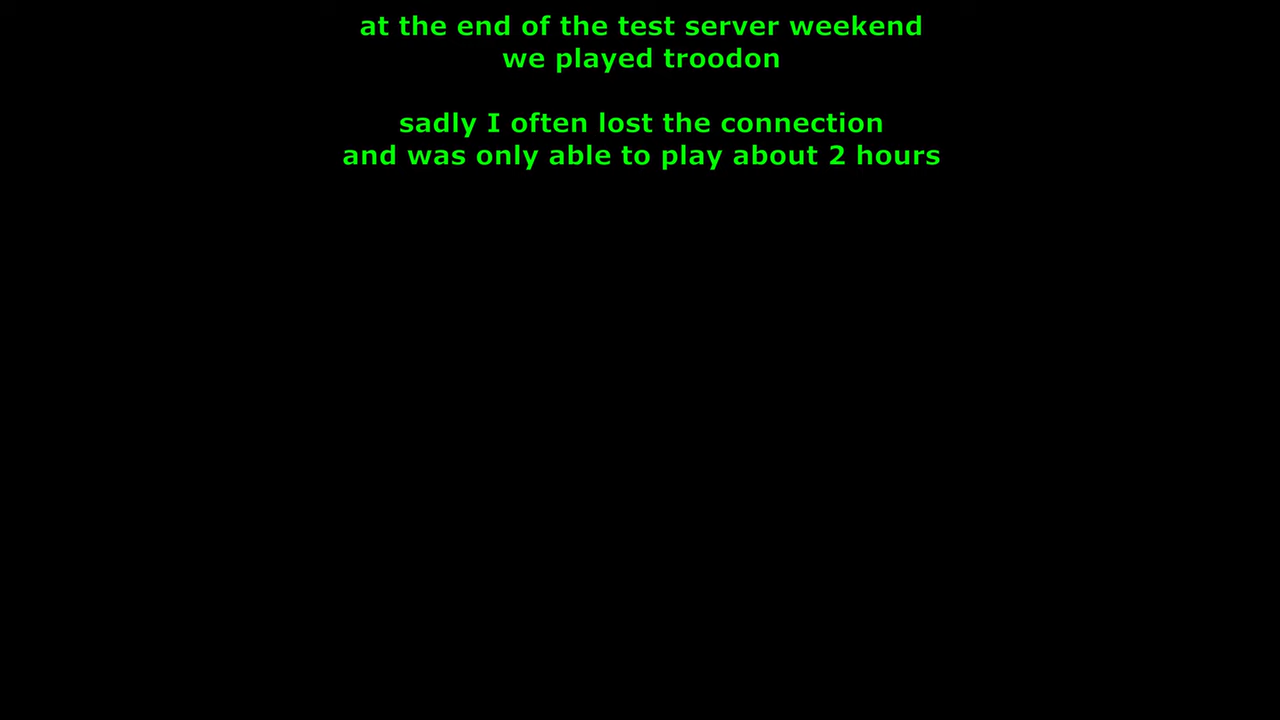 at the end of the test server weekend
we played troodon
sadly I often lost the connection
and was only able to play about 2 hours